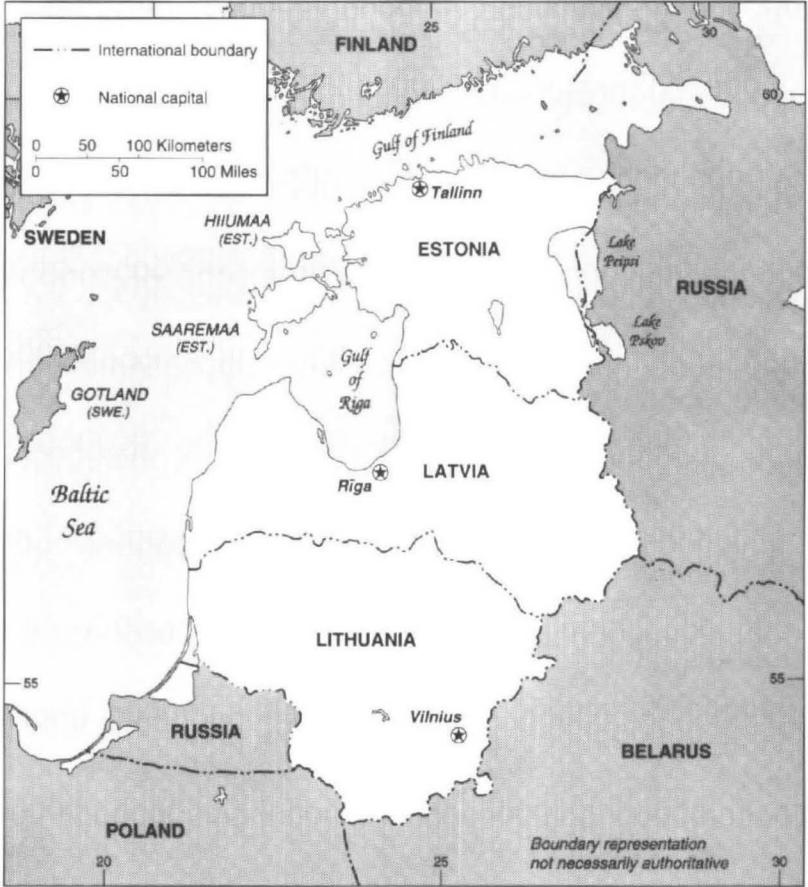 International boundary
National capital
0 50 100 Kilometers
0 50 100 Miles
25
30
FINLAND
60
Gulf of Finland
Tallinn
HIIUMAA
(EST.)
SWEDEN
ESTONIA
Lake
Peipsi
RUSSIA
SAAREMAA
(EST.)
Lake
Pskov
Gulf
of
Riga
GOTLAND
(SWE.)
Rīga
LATVIA
Baltic
Sea
LITHUANIA
55
55
Vilnius
RUSSIA
BELARUS
POLAND
Boundary representation
not necessarily authoritative
20
25
30